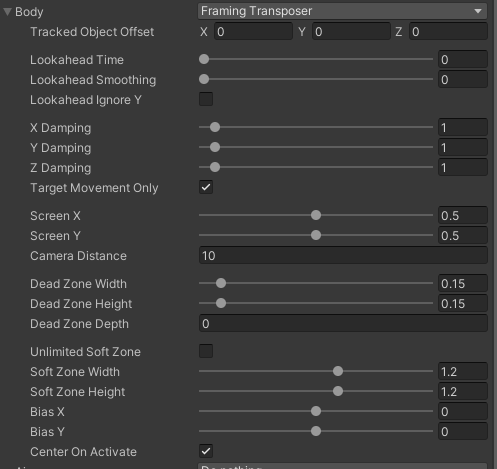 Body Framing Transposer
Tracked Object Offset X 0 Y 0 Z 0
Lookahead Time 0
Lookahead Smoothing 0
Lookahead Ignore Y
X Damping 1
Y Damping 1
Z Damping 1
Target Movement Only
Screen X 0.5
Screen Y 0.5
Camera Distance 10
Dead Zone Width 0.15
Dead Zone Height 0.15
Dead Zone Depth 0
Unlimited Soft Zone
Soft Zone Width 1.2
Soft Zone Height 1.2
Bias X 0
Bias Y 0
Center On Activate